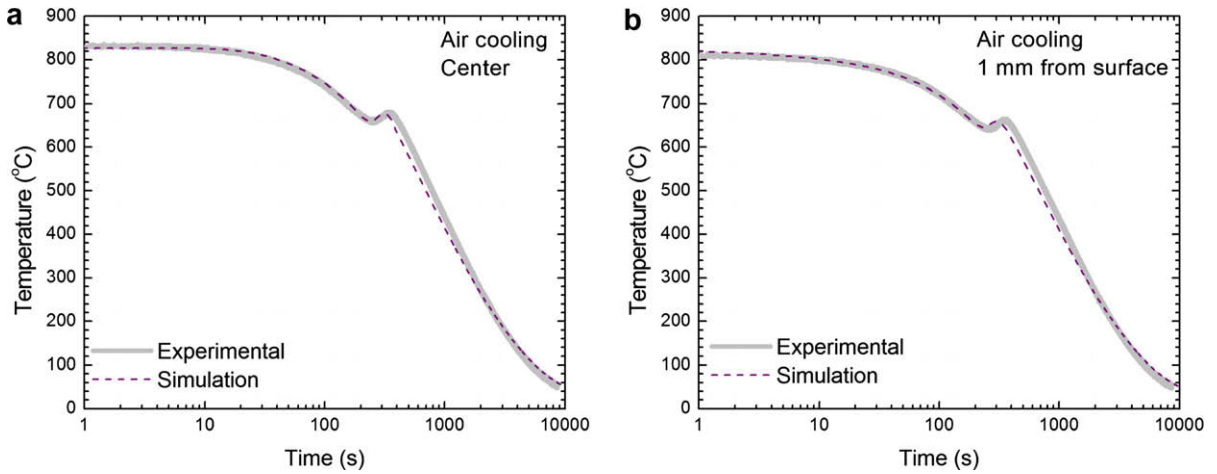 a
Air cooling
Center
Temperature (°C)
900
800
700
600
500
400
300
200
100
0
Experimental
Simulation
1
10
100
1000
10000
Time (s)
b
Air cooling
1 mm from surface
Temperature (°C)
900
800
700
600
500
400
300
200
100
0
Experimental
Simulation
1
10
100
1000
10000
Time (s)